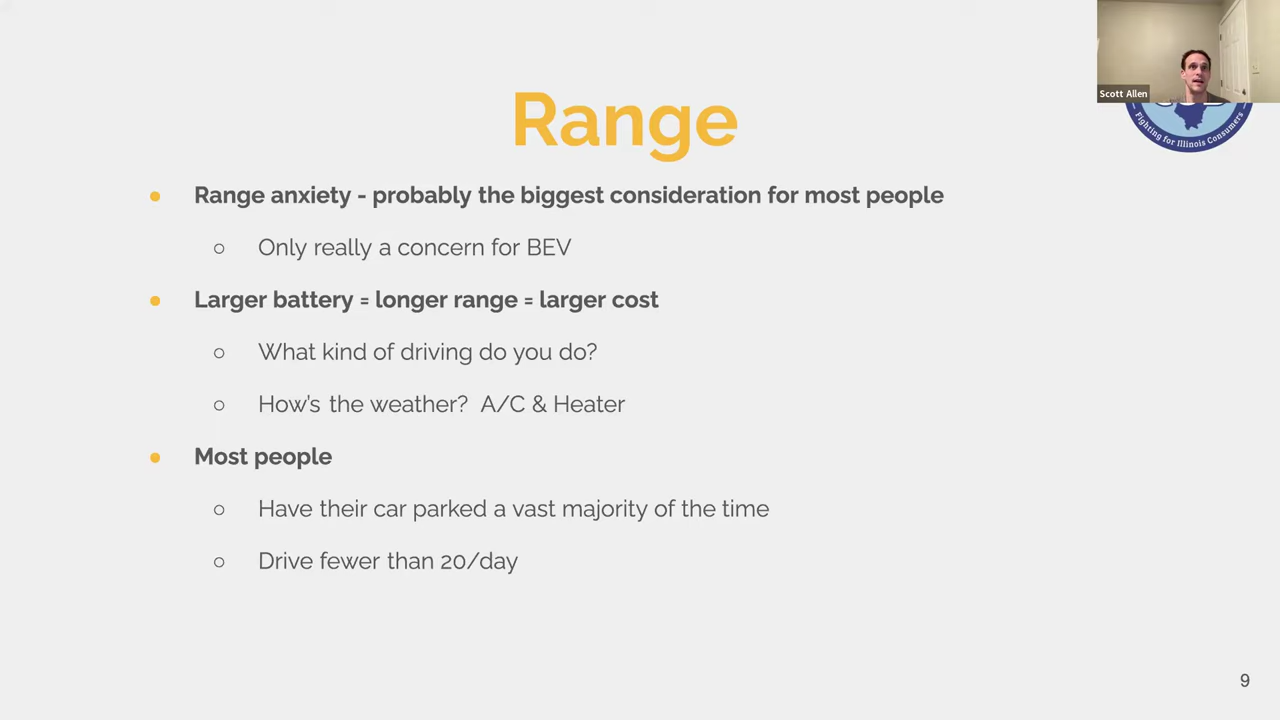 Scott Allen
Fighting for Illinois Consumers
Range
● Range anxiety - probably the biggest consideration for most people
○ Only really a concern for BEV
● Larger battery = longer range = larger cost
○ What kind of driving do you do?
○ How's the weather? A/C & Heater
● Most people
○ Have their car parked a vast majority of the time
○ Drive fewer than 20/day
9